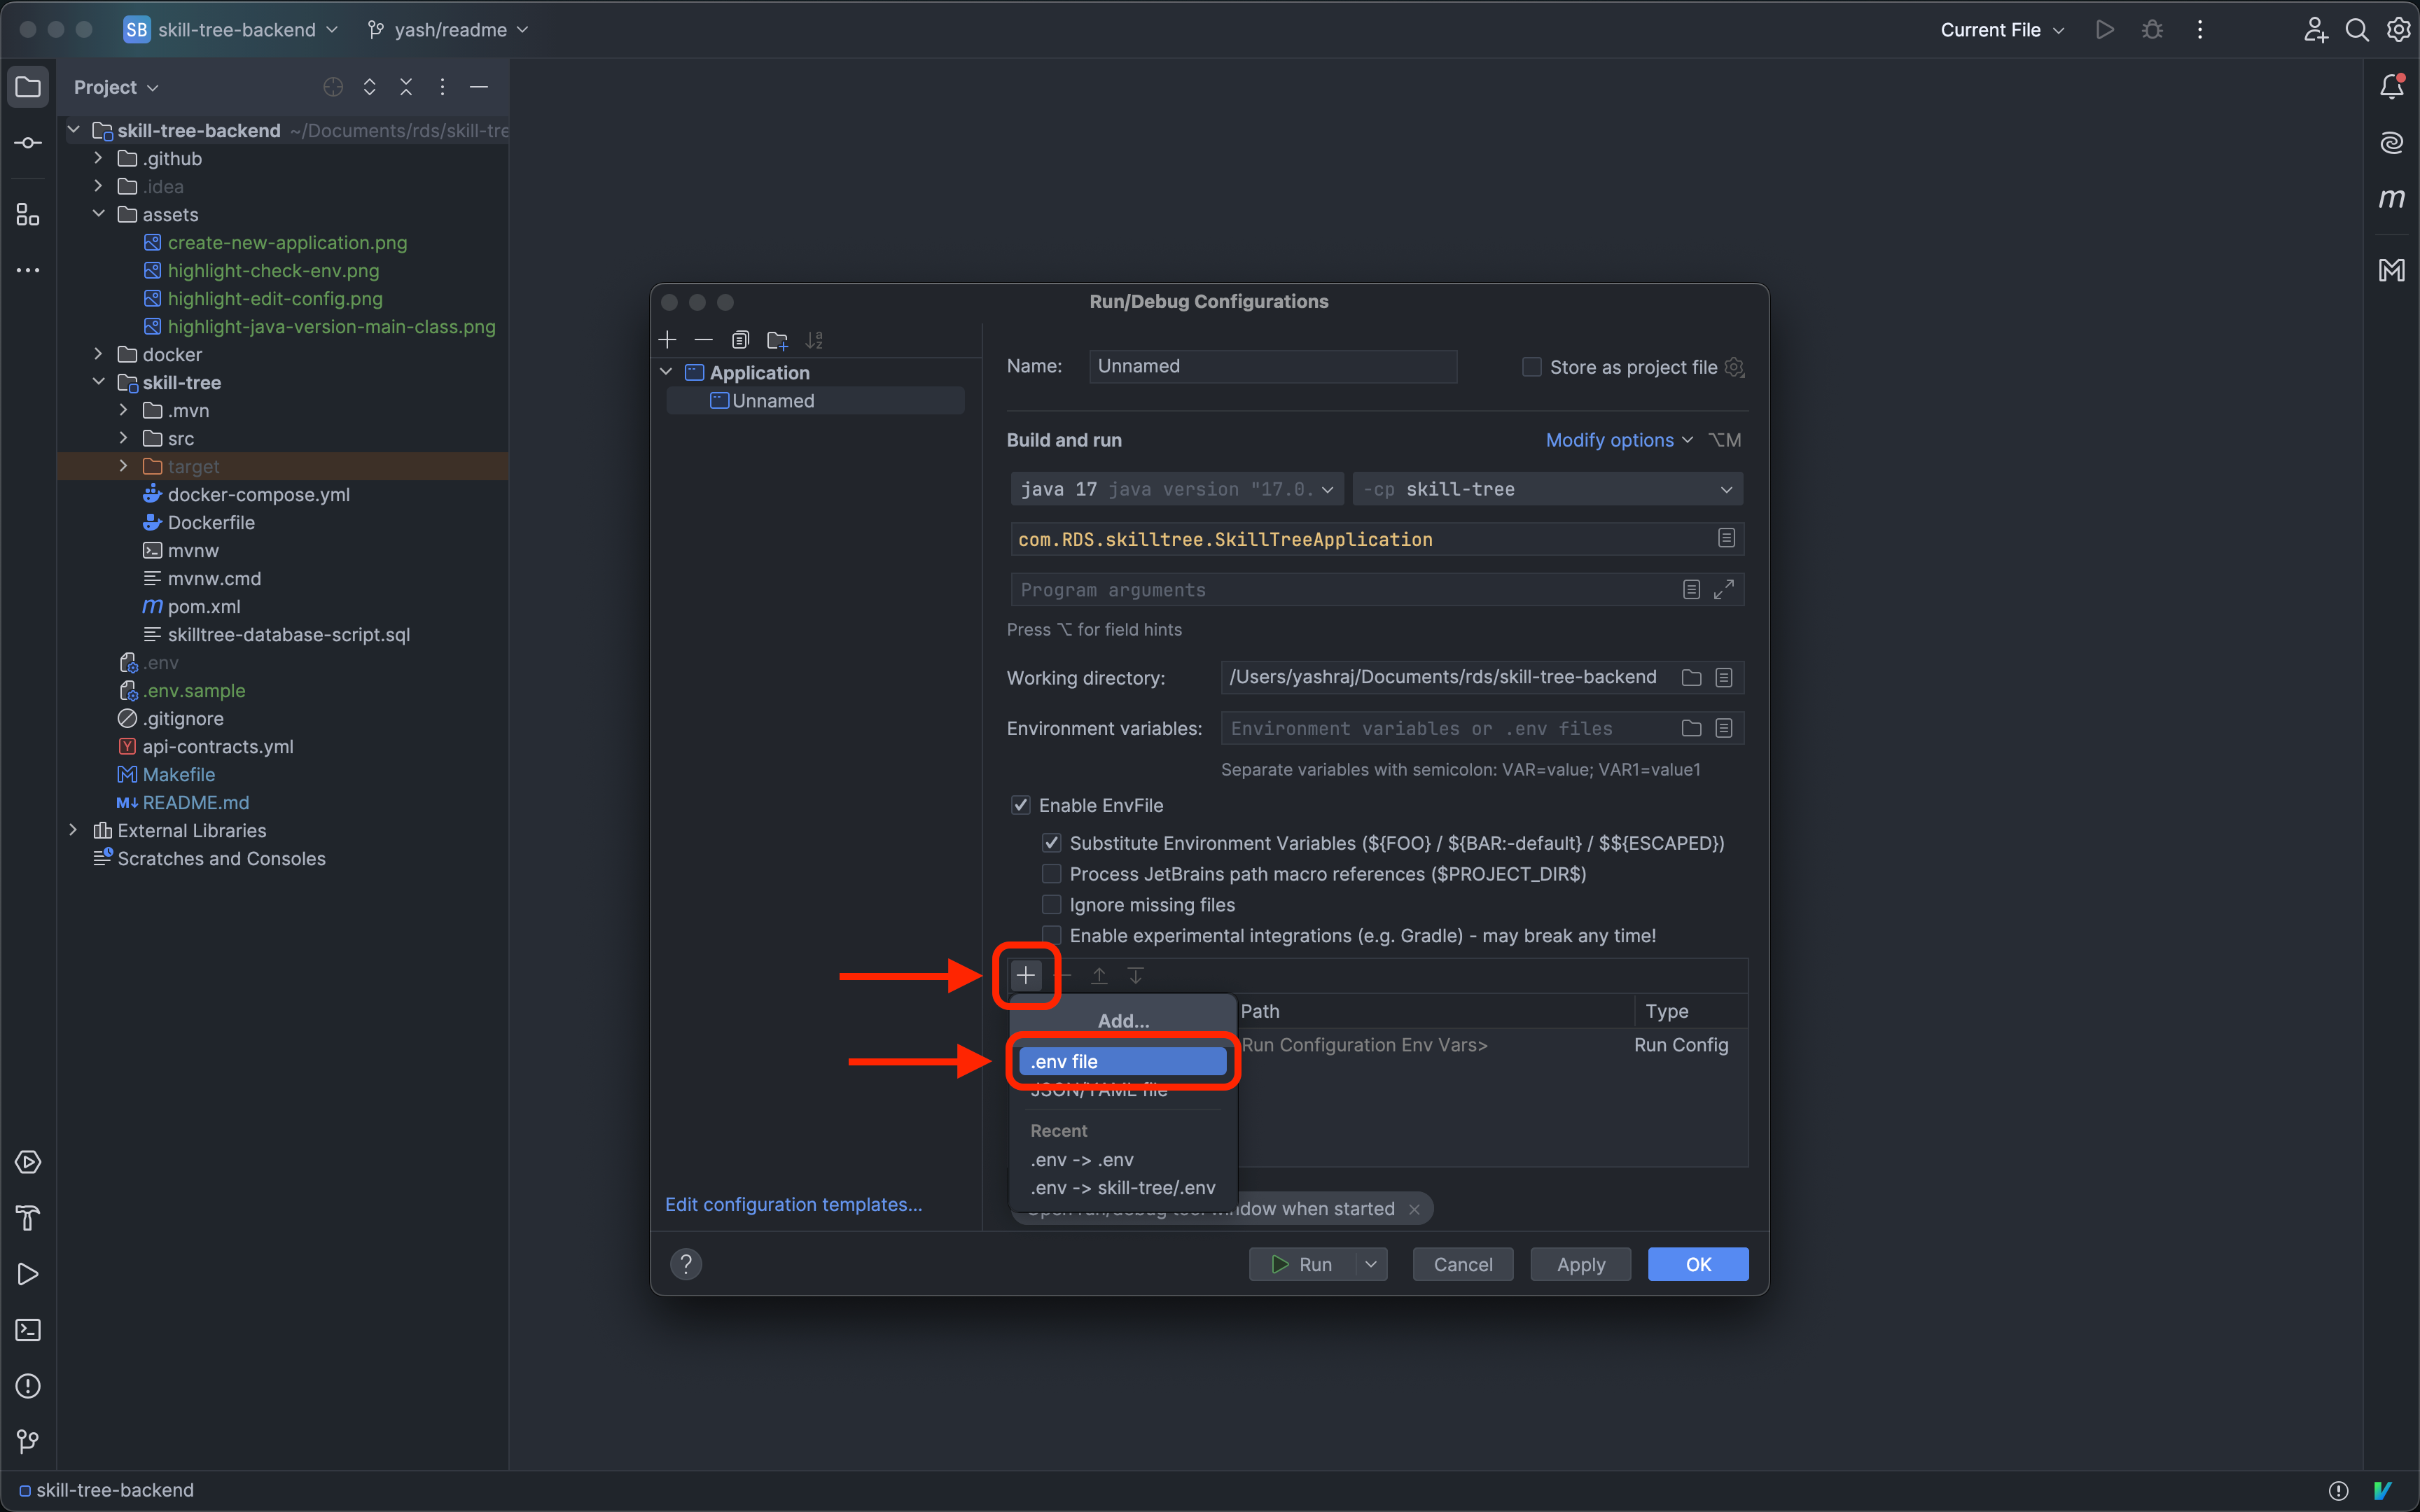 SB skill-tree-backend
yash/readme
Current File
Project
skill-tree-backend ~/Documents/rds/skill-tre
.github
.idea
assets
create-new-application.png
highlight-check-env.png
highlight-edit-config.png
highlight-java-version-main-class.png
docker
skill-tree
.mvn
src
target
docker-compose.yml
Dockerfile
mvnw
mvnw.cmd
m pom.xml
skilltree-database-script.sql
.env
.env.sample
.gitignore
Y api-contracts.yml
Makefile
M↓ README.md
External Libraries
Scratches and Consoles
Run/Debug Configurations
Application
Unnamed
Edit configuration templates...
Name: Unnamed
Store as project file
Build and run
Modify options ⌥M
java 17 java version "17.0.
-cp skill-tree
com.RDS.skilltree.SkillTreeApplication
Program arguments
Press ⌥ for field hints
Working directory: /Users/yashraj/Documents/rds/skill-tree-backend
Environment variables: Environment variables or .env files
Separate variables with semicolon: VAR=value; VAR1=value1
Enable EnvFile
Substitute Environment Variables (${FOO} / ${BAR:-default} / $${ESCAPED})
Process JetBrains path macro references ($PROJECT_DIR$)
Ignore missing files
Enable experimental integrations (e.g. Gradle) - may break any time!
Path Type
Run Configuration Env Vars> Run Config
Add...
.env file
JSON/YAML file
Recent
.env -> .env
.env -> skill-tree/.env
Open run/debug tool window when started
? Run Cancel Apply OK
m
skill-tree-backend